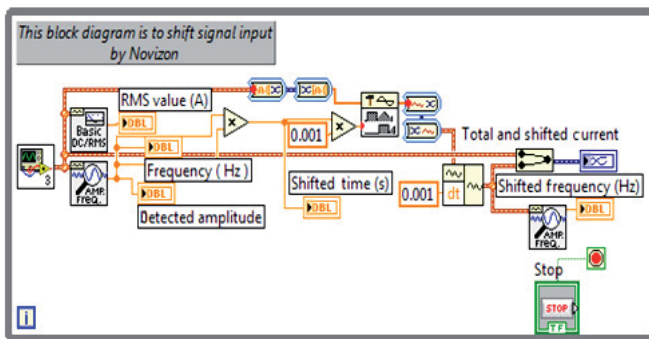 This block diagram is to shift signal input
by Novizon
RMS value (A)
Basic
DC/RMS
DBL
DBL
0.001
Total and shifted current
3
Frequency ( Hz )
AMP.
FREQ.
DBL
Detected amplitude
Shifted time (s)
DBL
0.001
dt
Shifted frequency (Hz)
DBL
AMP.
FREQ.
Stop
STOP
TF
i